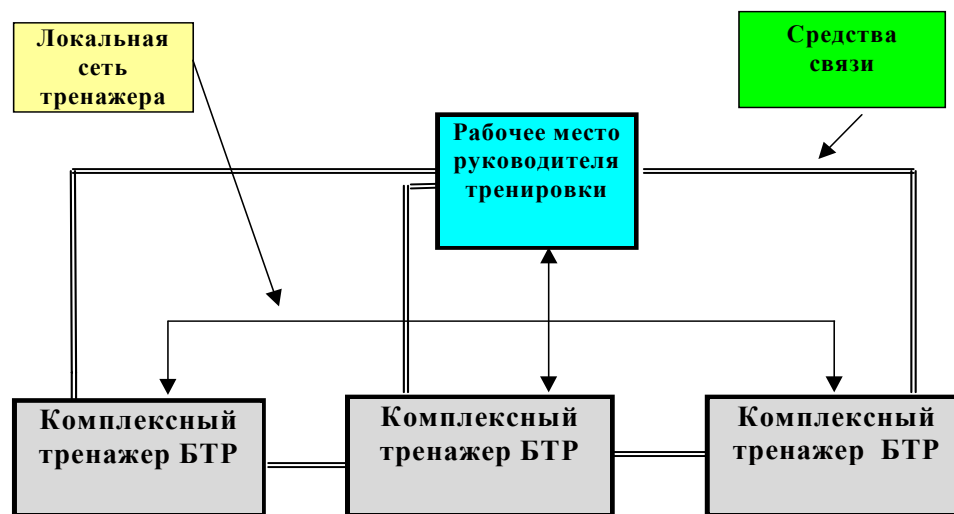 Локальная
сеть
тренажера
Средства
связи
Рабочее место
руководителя
тренировки
Комплексный
тренажер БТР
Комплексный
тренажер БТР
Комплексный
тренажер БТР